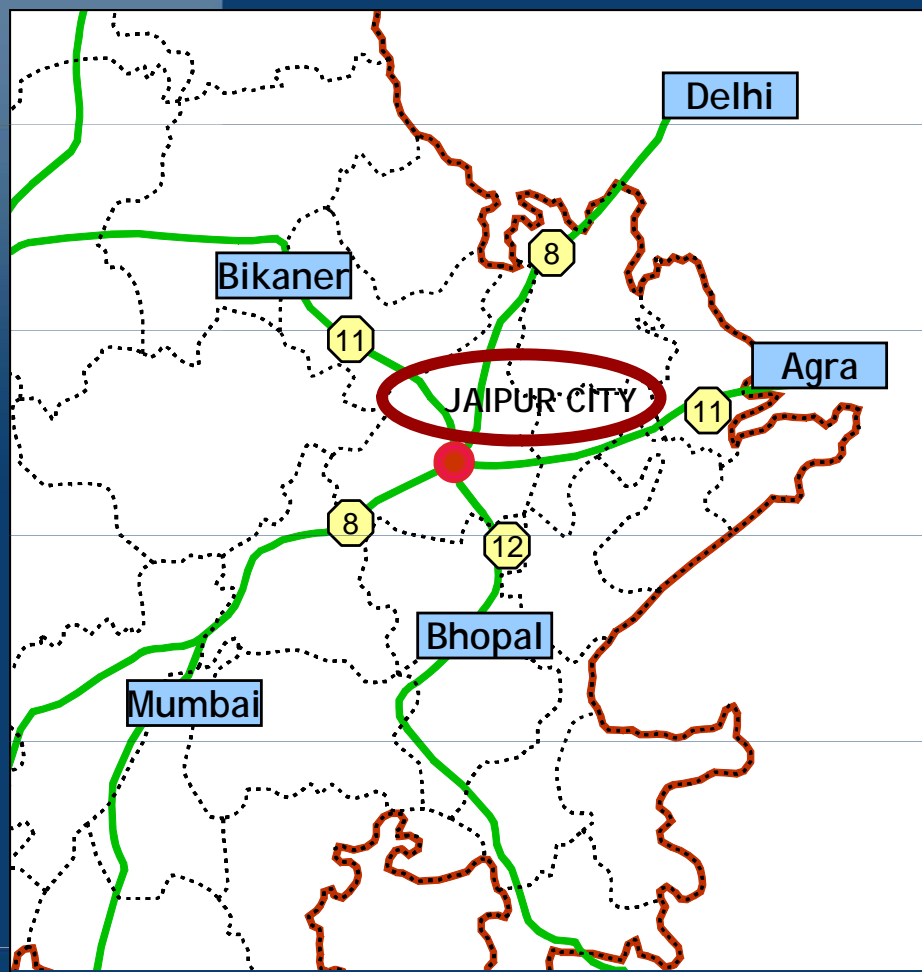 Delhi
8
Bikaner
11
Agra
JAIPUR CITY
11
8
12
Bhopal
Mumbai